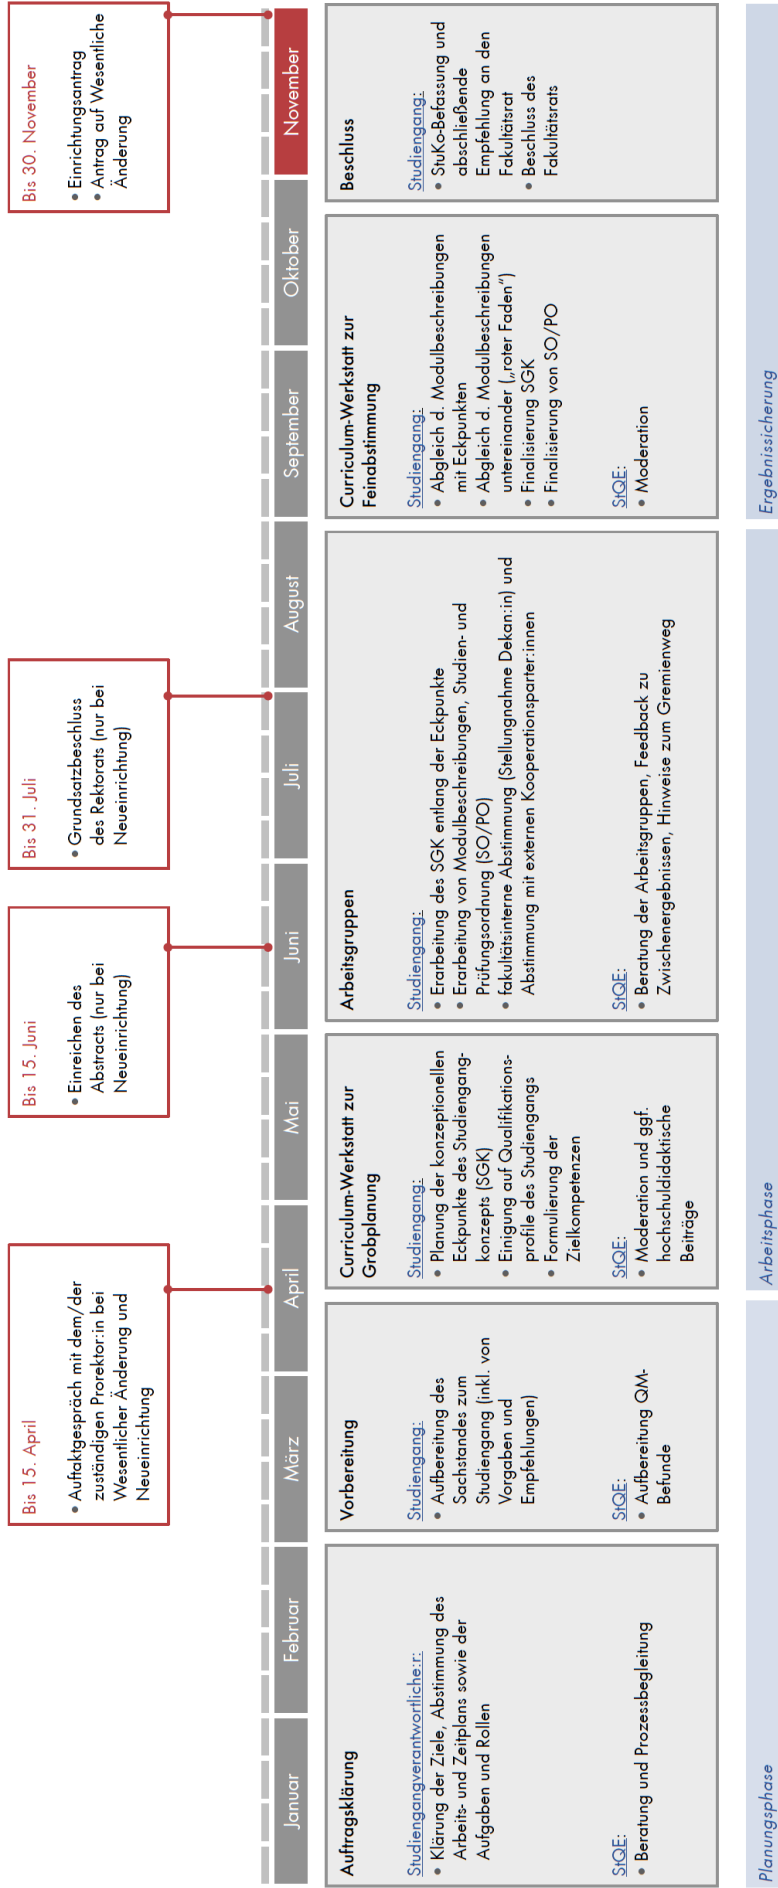 Bis 15. April
• Auftaktgespräch mit dem/der
zuständigen Prorektor:in bei
Wesentlicher Änderung und
Neueinrichtung
Bis 15. Juni
• Einreichen des
Abstracts (nur bei
Neueinrichtung)
Bis 31. Juli
• Grundsatzbeschluss
des Rektorats (nur bei
Neueinrichtung)
Bis 30. November
• Einrichtungsantrag
• Antrag auf Wesentliche
Änderung
Januar
Februar
März
April
Mai
Juni
Juli
August
September
Oktober
November
Auftragsklärung
Studiengangverantwortliche:r:
• Klärung der Ziele, Abstimmung des
Arbeits- und Zeitplans sowie der
Aufgaben und Rollen
StQE:
• Beratung und Prozessbegleitung
Vorbereitung
Studiengang:
• Aufbereitung des
Sachstandes zum
Studiengang (inkl. von
Vorgaben und
Empfehlungen)
StQE:
• Aufbereitung QM-
Befunde
Curriculum-Werkstatt zur
Grobplanung
Studiengang:
• Planung der konzeptionellen
Eckpunkte des Studiengang-
konzepts (SGK)
• Einigung auf Qualifikations-
profile des Studiengangs
• Formulierung der
Zielkompetenzen
StQE:
• Moderation und ggf.
hochschuldidaktische
Beiträge
Arbeitsgruppen
Studiengang:
• Erarbeitung des SGK entlang der Eckpunkte
• Erarbeitung von Modulbeschreibungen, Studien- und
Prüfungsordnung (SO/PO)
• fakultätsinterne Abstimmung (Stellungnahme Dekan:in) und
Abstimmung mit externen Kooperationsparter:innen
StQE:
• Beratung der Arbeitsgruppen, Feedback zu
Zwischenergebnissen, Hinweise zum Gremienweg
Curriculum-Werkstatt zur
Feinabstimmung
Studiengang:
• Abgleich d. Modulbeschreibungen
mit Eckpunkten
• Abgleich d. Modulbeschreibungen
untereinander („roter Faden“)
• Finalisierung SGK
• Finalisierung von SO/PO
StQE:
• Moderation
Beschluss
Studiengang:
• StuKo-Befassung und
abschließende
Empfehlung an den
Fakultätsrat
• Beschluss des
Fakultätsrats
Planungsphase
Arbeitsphase
Ergebnissicherung